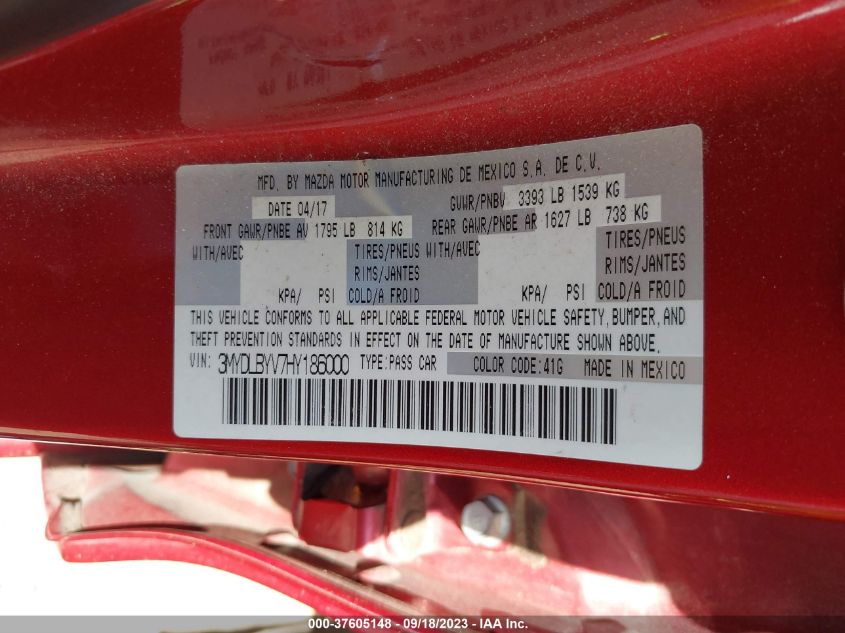 MFD. BY MAZDA MOTOR MANUFACTURING DE MEXICO S.A. DE C.V.
DATE 04/17 GVWR/PNBV 3393 LB 1539 KG
FRONT GAWR/PNBE AV 1795 LB 814 KG REAR GAWR/PNBE AR 1627 LB 738 KG
WITH/AVEC TIRES/PNEUS WITH/AVEC TIRES/PNEUS
RIMS/JANTES RIMS/JANTES
KPA/ PSI COLD/A FROID KPA/ PSI COLD/A FROID
THIS VEHICLE CONFORMS TO ALL APPLICABLE FEDERAL MOTOR VEHICLE SAFETY, BUMPER, AND
THEFT PREVENTION STANDARDS IN EFFECT ON THE DATE OF MANUFACTURE SHOWN ABOVE.
VIN: 3MYDLBYV7HY186000 TYPE:PASS CAR COLOR CODE:41G MADE IN MEXICO
000-37605148 - 09/18/2023 - IAA Inc.